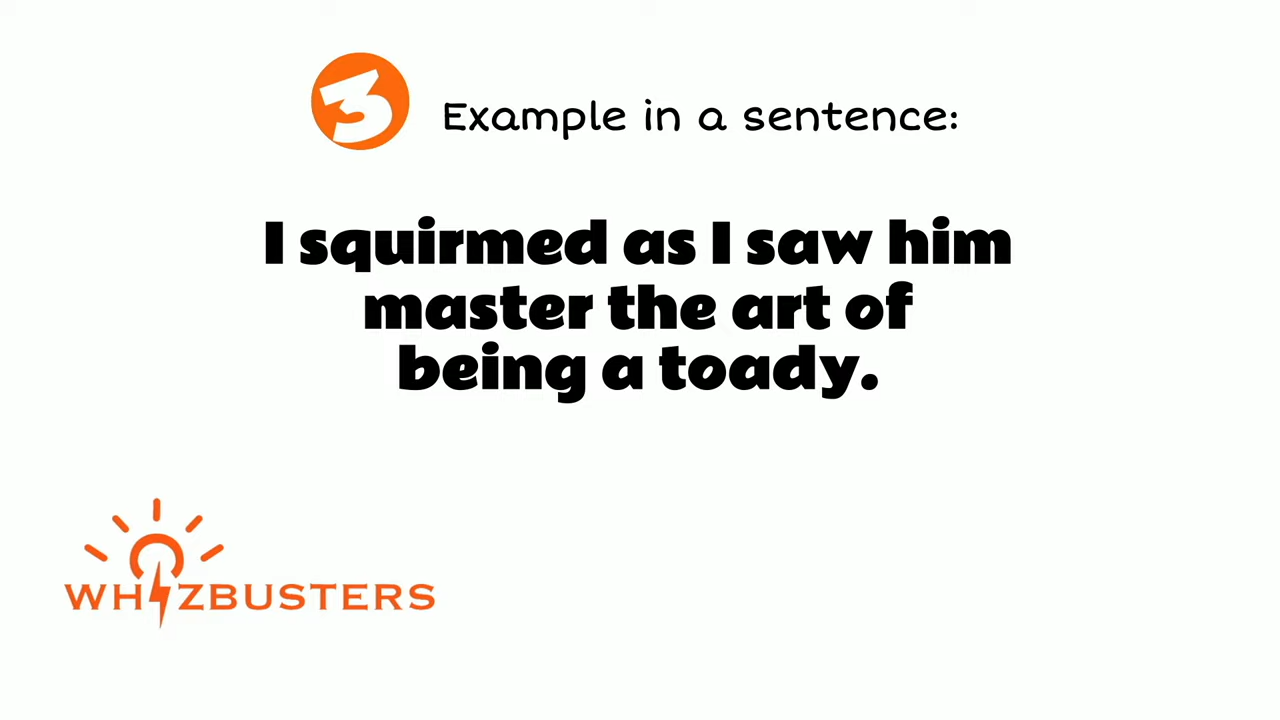 3 Example in a sentence:
I squirmed as I saw him
master the art of
being a toady.
WHIZBUSTERS